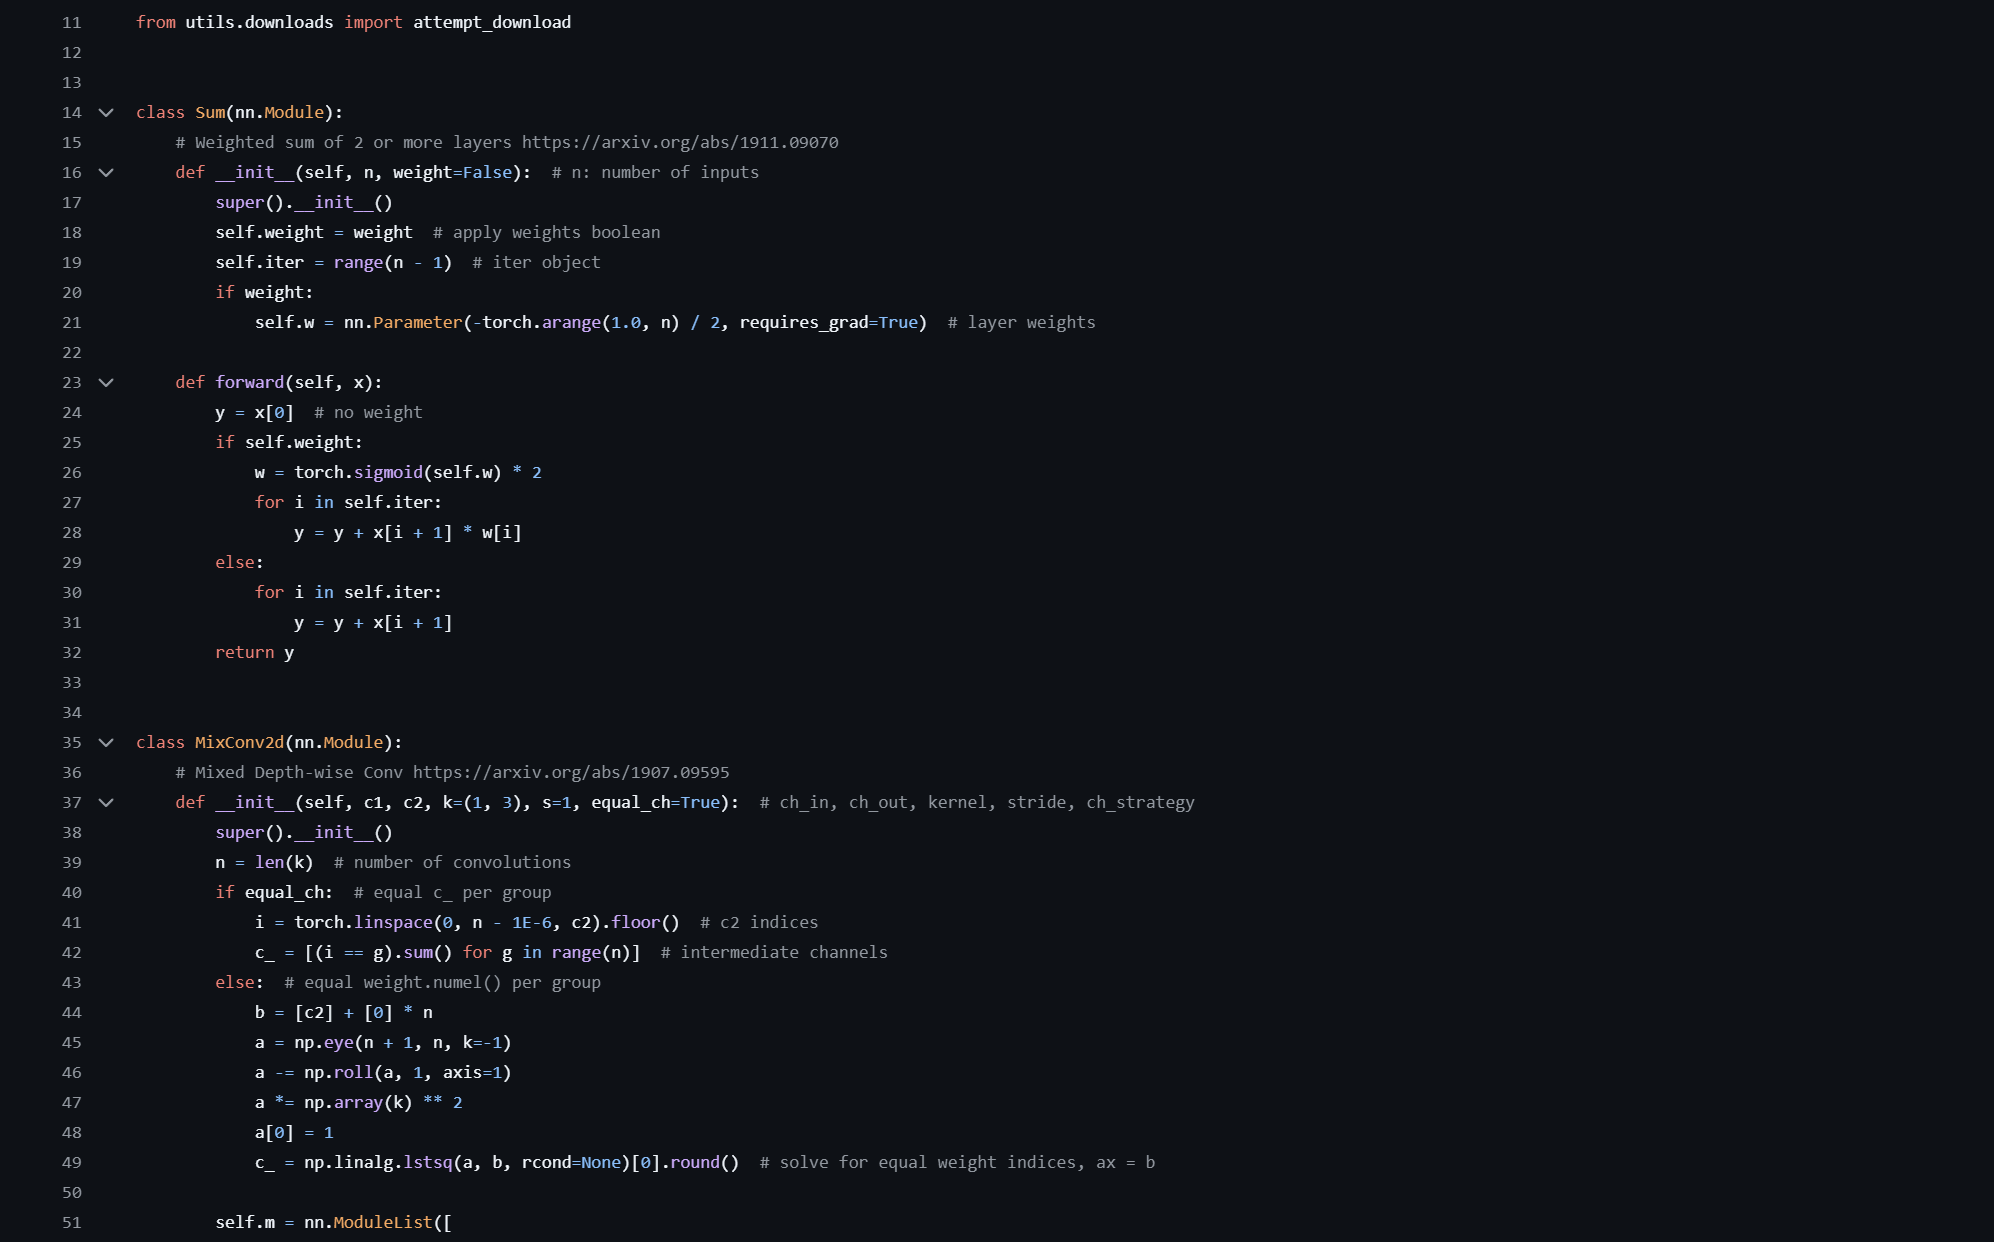 11 from utils.downloads import attempt_download
12
13
14 class Sum(nn.Module):
15     # Weighted sum of 2 or more layers https://arxiv.org/abs/1911.09070
16     def __init__(self, n, weight=False):  # n: number of inputs
17         super().__init__()
18         self.weight = weight  # apply weights boolean
19         self.iter = range(n - 1)  # iter object
20         if weight:
21             self.w = nn.Parameter(-torch.arange(1.0, n) / 2, requires_grad=True)  # layer weights
22
23     def forward(self, x):
24         y = x[0]  # no weight
25         if self.weight:
26             w = torch.sigmoid(self.w) * 2
27             for i in self.iter:
28                 y = y + x[i + 1] * w[i]
29         else:
30             for i in self.iter:
31                 y = y + x[i + 1]
32         return y
33
34
35 class MixConv2d(nn.Module):
36     # Mixed Depth-wise Conv https://arxiv.org/abs/1907.09595
37     def __init__(self, c1, c2, k=(1, 3), s=1, equal_ch=True):  # ch_in, ch_out, kernel, stride, ch_strategy
38         super().__init__()
39         n = len(k)  # number of convolutions
40         if equal_ch:  # equal c_ per group
41             i = torch.linspace(0, n - 1E-6, c2).floor()  # c2 indices
42             c_ = [(i == g).sum() for g in range(n)]  # intermediate channels
43         else:  # equal weight.numel() per group
44             b = [c2] + [0] * n
45             a = np.eye(n + 1, n, k=-1)
46             a -= np.roll(a, 1, axis=1)
47             a *= np.array(k) ** 2
48             a[0] = 1
49             c_ = np.linalg.lstsq(a, b, rcond=None)[0].round()  # solve for equal weight indices, ax = b
50
51         self.m = nn.ModuleList([